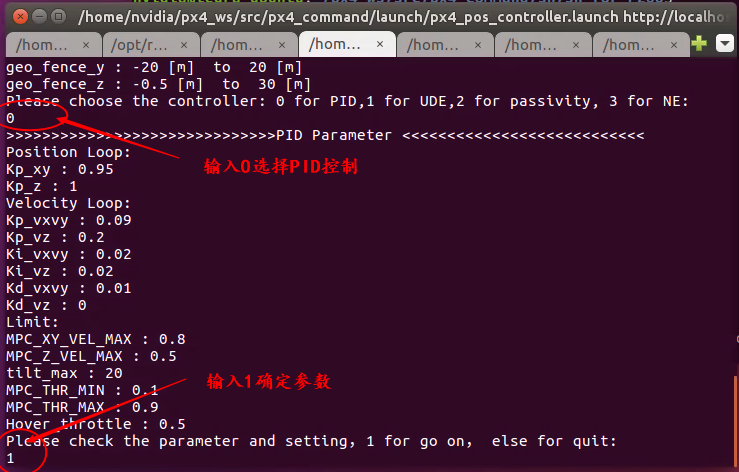 /home/nvidia/px4_ws/src/px4_command/launch/px4_pos_controller.launch http://localho
/hom... × /opt/r... × /hom... × /hom... × /hom... × /hom... × /hom... ×
geo_fence_y : -20 [m]  to  20 [m]
geo_fence_z : -0.5 [m]  to  30 [m]
Please choose the controller: 0 for PID,1 for UDE,2 for passivity, 3 for NE:
0
>>>>>>>>>>>>>>>>>>>>>>>>>>>>>>>>PID Parameter <<<<<<<<<<<<<<<<<<<<<<<<<<<
输入0选择PID控制
Position Loop:
Kp_xy : 0.95
Kp_z : 1
Velocity Loop:
Kp_vxvy : 0.09
Kp_vz : 0.2
Ki_vxvy : 0.02
Ki_vz : 0.02
Kd_vxvy : 0.01
Kd_vz : 0
Limit:
MPC_XY_VEL_MAX : 0.8
MPC_Z_VEL_MAX : 0.5
tilt_max : 20
输入1确定参数
MPC_THR_MIN : 0.1
MPC_THR_MAX : 0.9
Hover_throttle : 0.5
Please check the parameter and setting, 1 for go on,  else for quit:
1